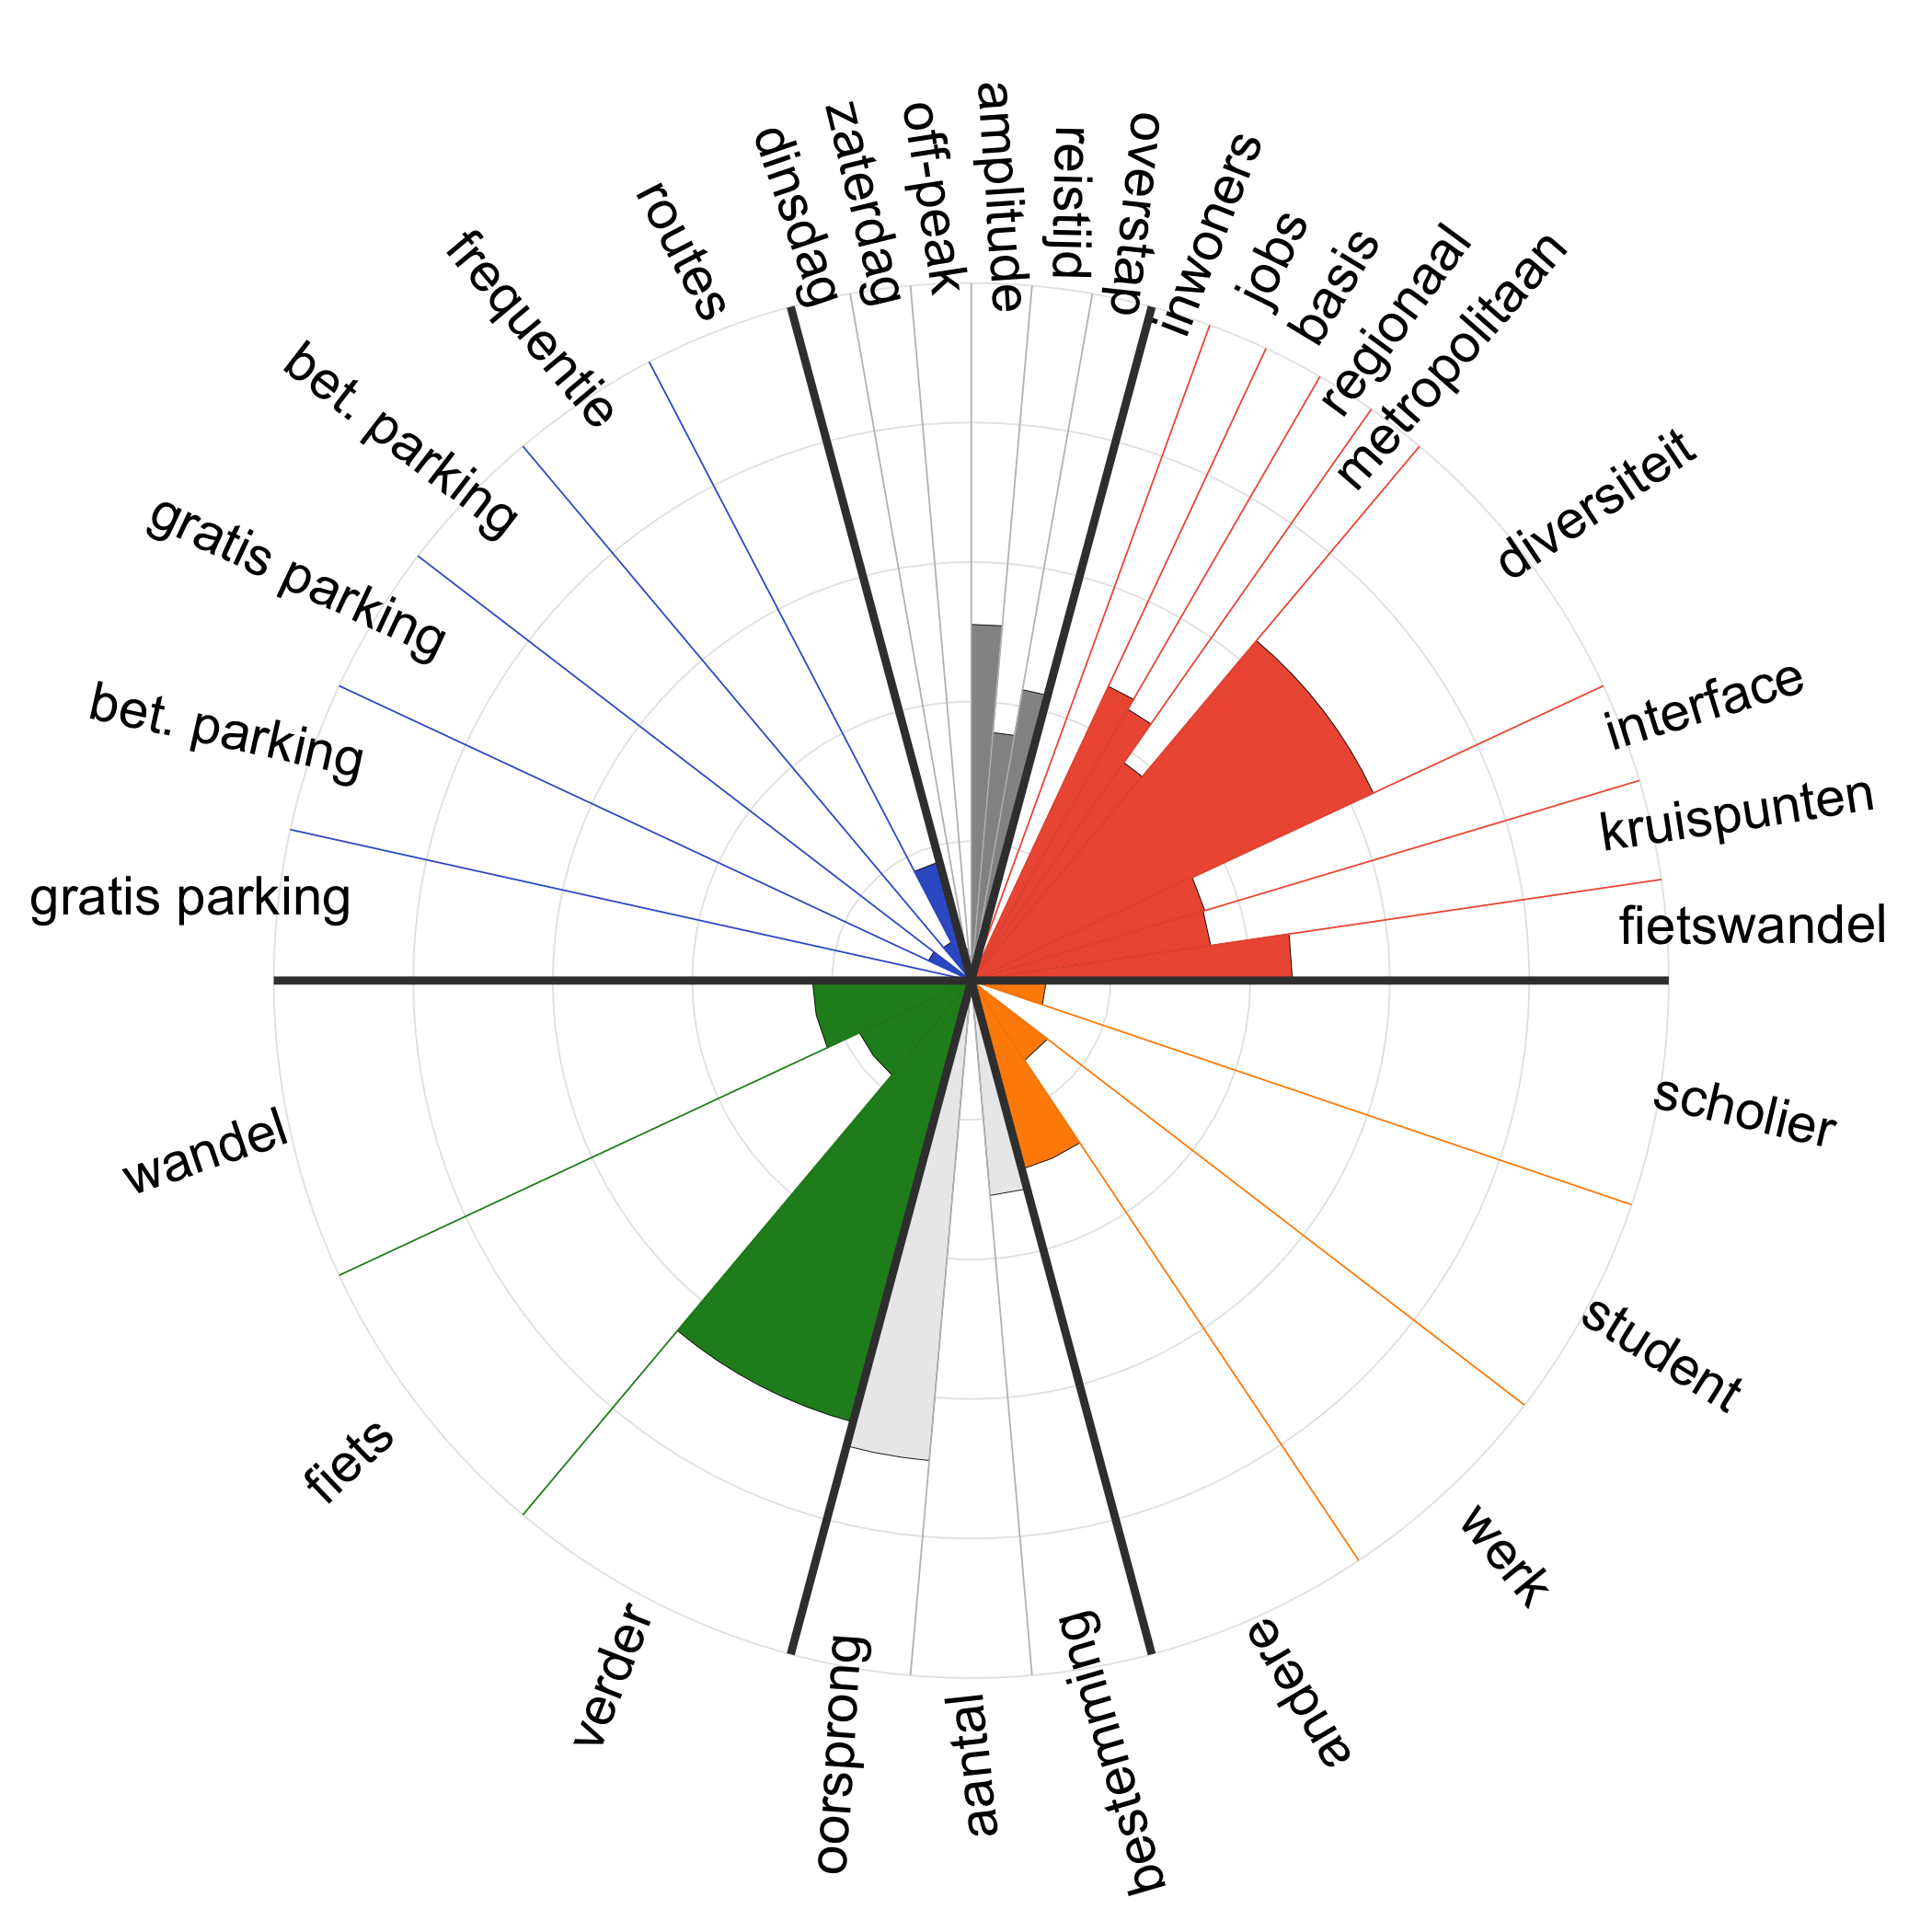 dinsdag
zaterdag
off-peak
amplitude
reistijd
overstap
inwoners
jobs
basis
regionaal
metropolitaan
diversiteit
interface
kruispunten
fietswandel
scholier
student
werk
andere
bestemming
aantal
oorsprong
verder
fiets
wandel
gratis parking
bet. parking
gratis parking
bet. parking
frequentie
routes